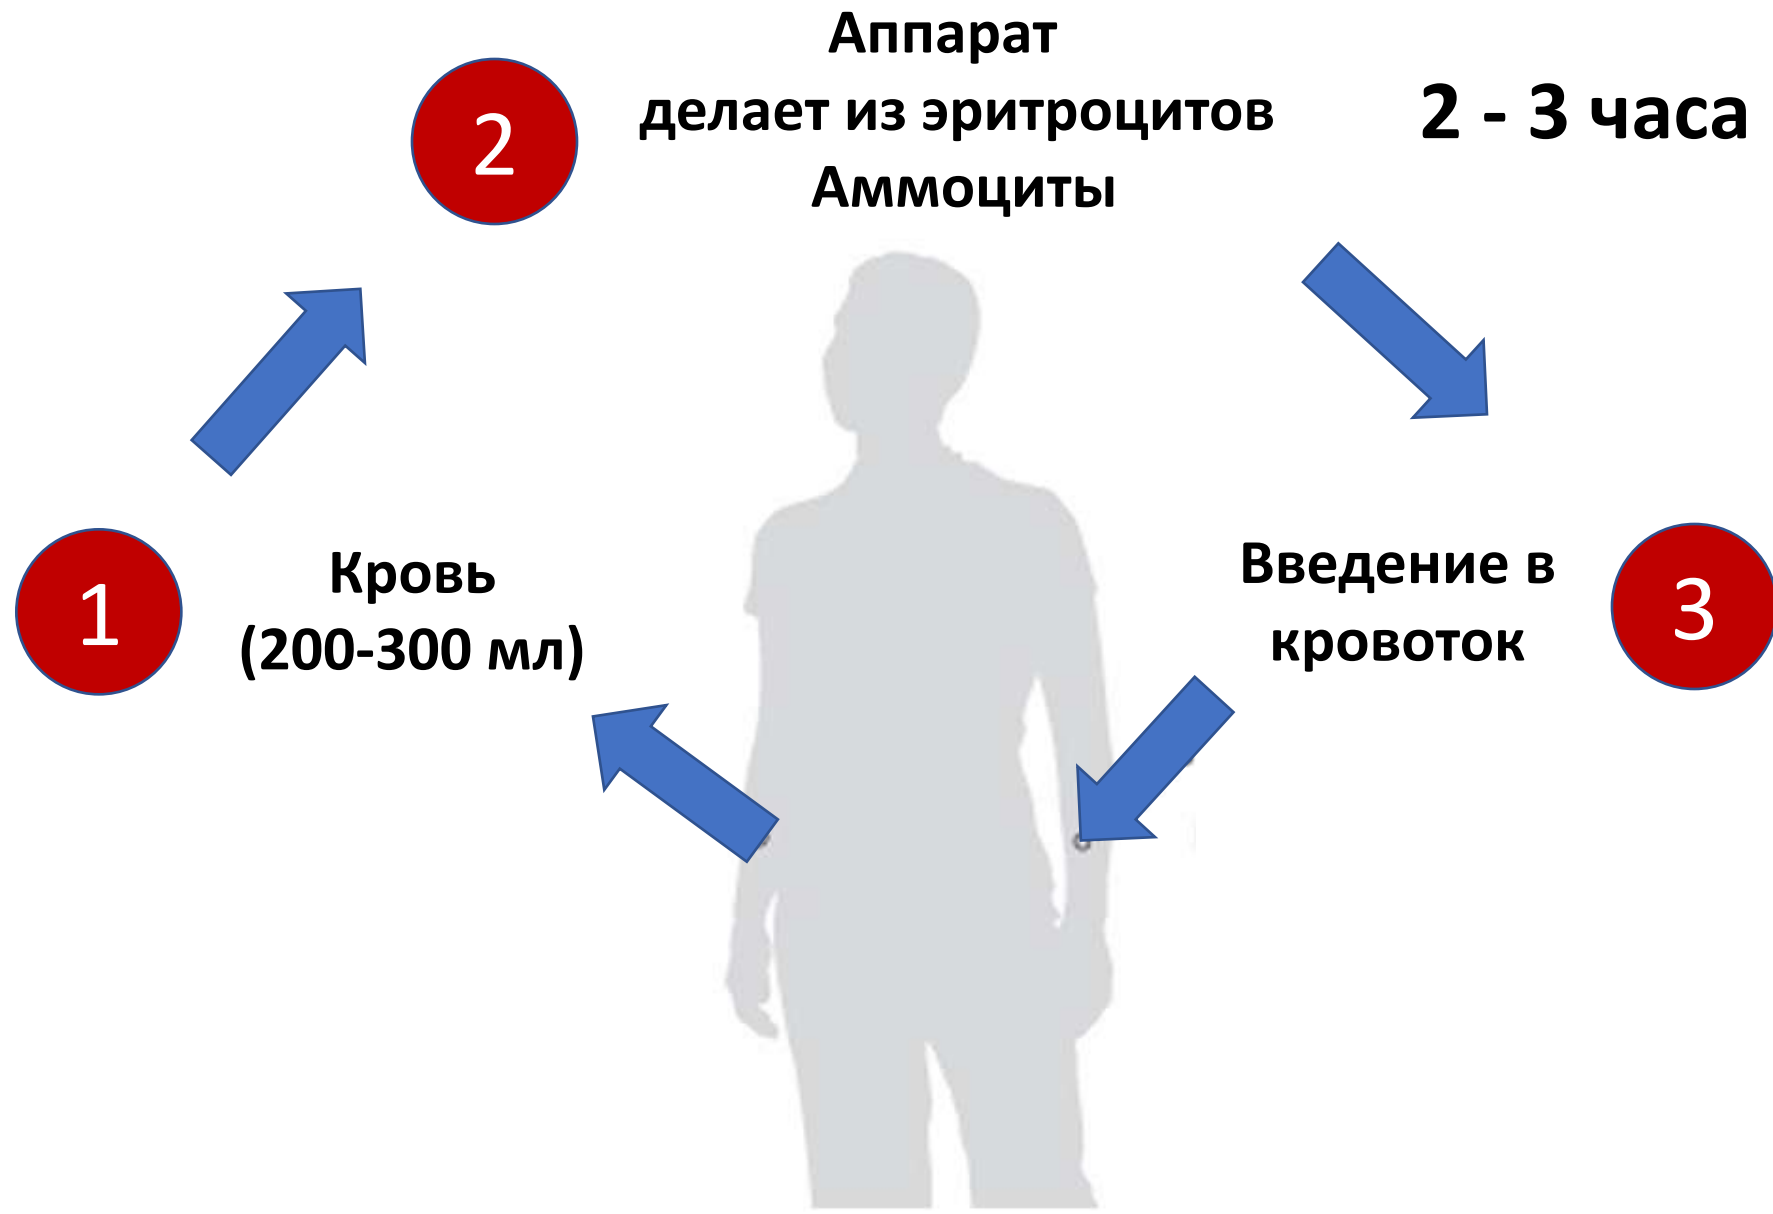 1
Кровь
(200-300 мл)
2
Аппарат
делает из эритроцитов
Аммоциты
2 - 3 часа
Введение в
кровоток
3